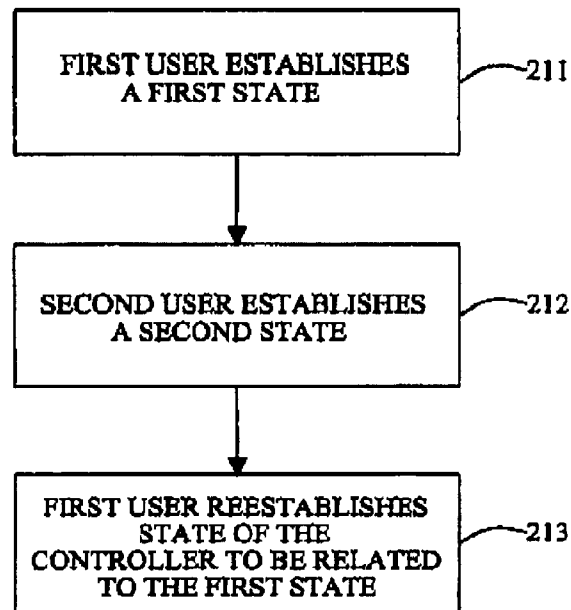 FIRST USER ESTABLISHES
A FIRST STATE
211
SECOND USER ESTABLISHES
A SECOND STATE
212
FIRST USER REESTABLISHES
STATE OF THE
CONTROLLER TO BE RELATED
TO THE FIRST STATE
213